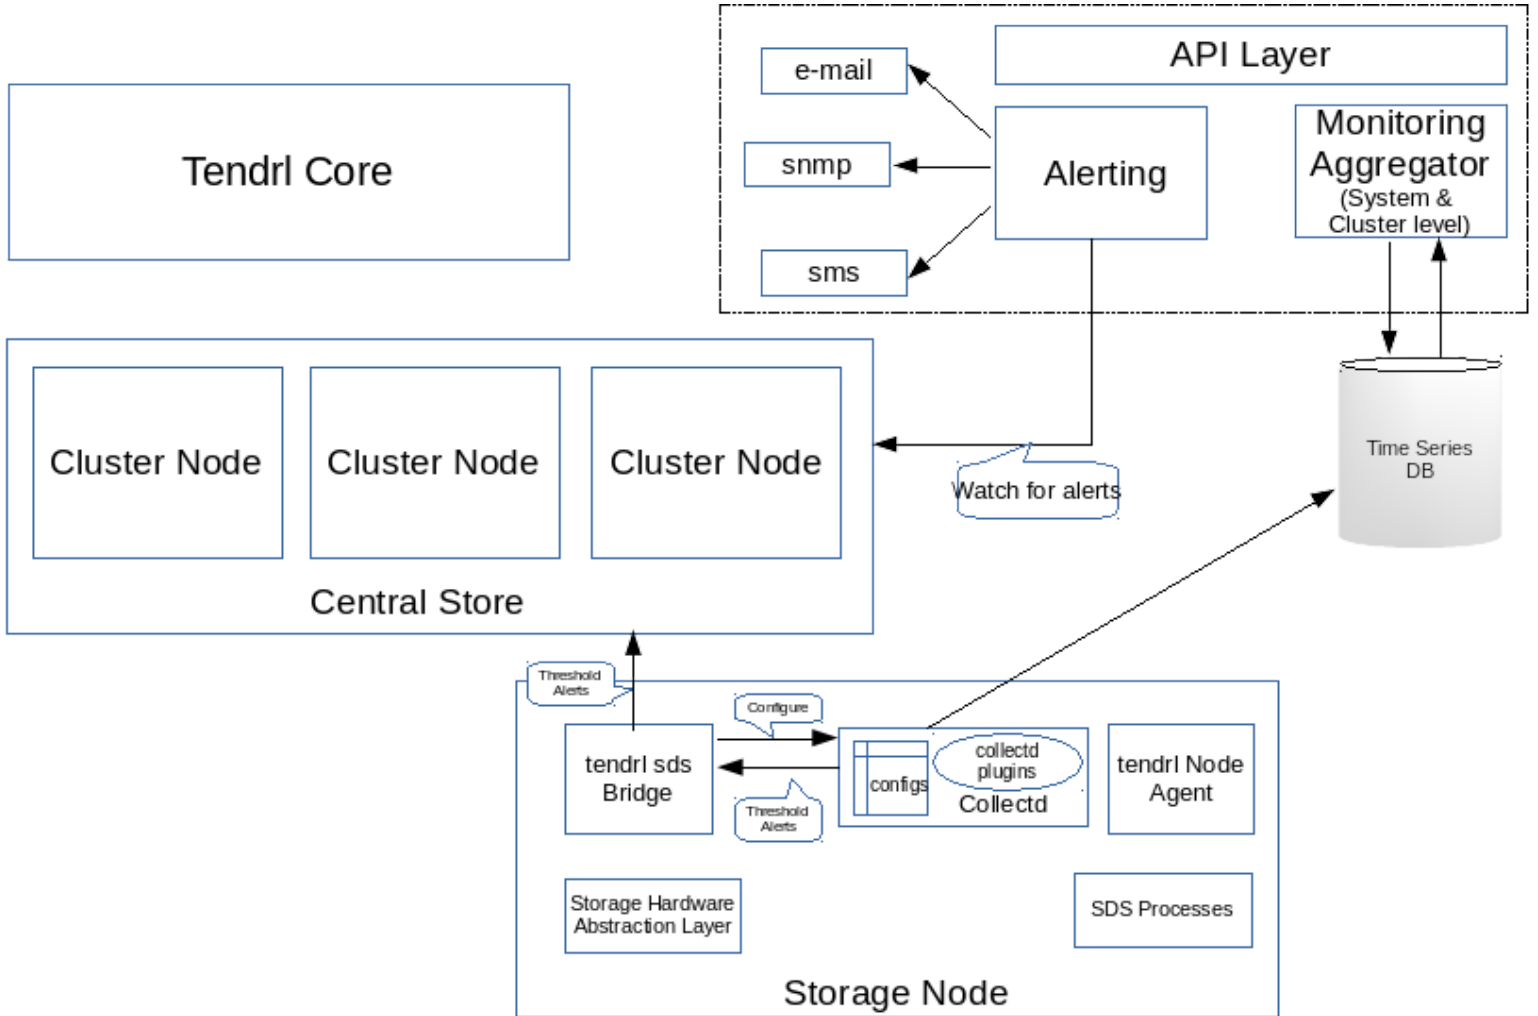 API Layer
e-mail
Tendrl Core
snmp
Alerting
Monitoring
Aggregator
(System &
Cluster level)
sms
Cluster Node
Cluster Node
Cluster Node
Watch for alerts
Time Series
DB
Central Store
Threshold
Alerts
Configure
tendrl sds
Bridge
configs
collectd
plugins
Collectd
tendrl Node
Agent
Threshold
Alerts
Storage Hardware
Abstraction Layer
SDS Processes
Storage Node